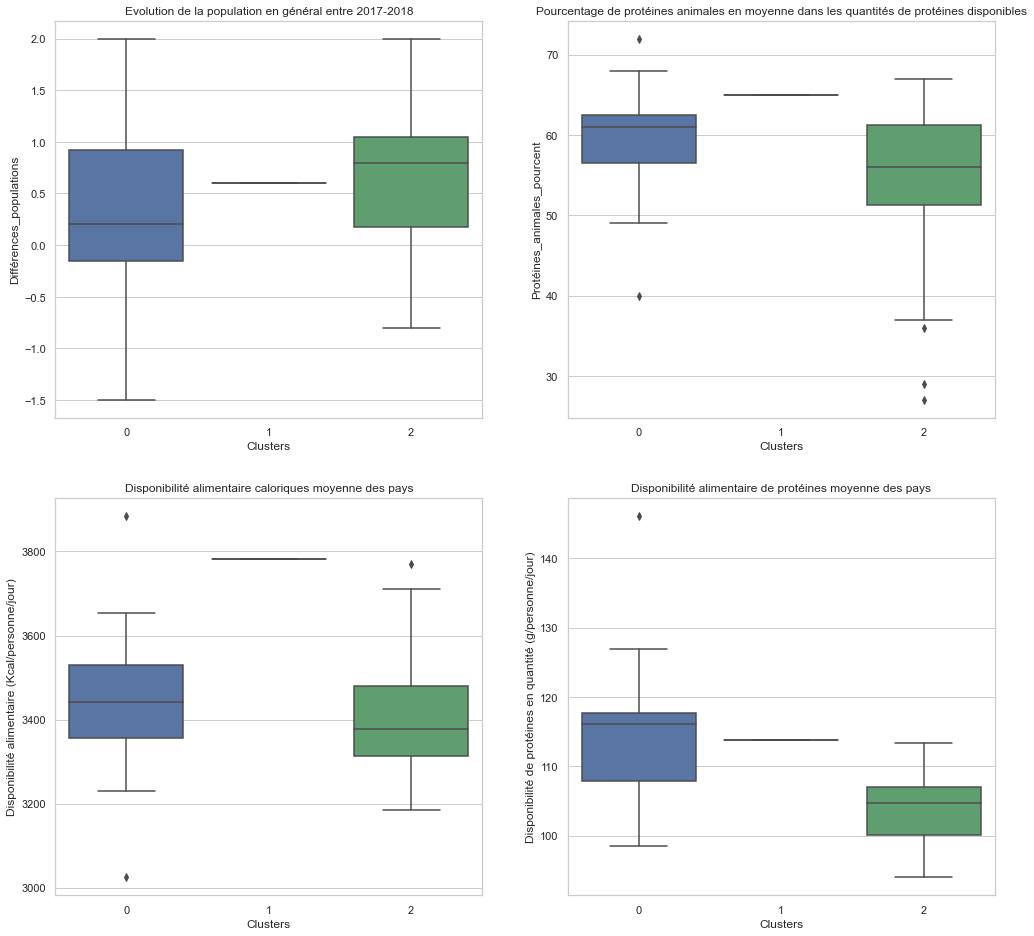 Evolution de la population en général entre 2017-2018
Différences_populations
2.0
1.5
1.0
0.5
0.0
−0.5
−1.0
−1.5
0 1 2
Clusters
Pourcentage de protéines animales en moyenne dans les quantités de protéines disponibles
Protéines_animales_pourcent
70
60
50
40
30
0 1 2
Clusters
Disponibilité alimentaire caloriques moyenne des pays
Disponibilité alimentaire (Kcal/personne/jour)
3800
3600
3400
3200
3000
0 1 2
Clusters
Disponibilité alimentaire de protéines moyenne des pays
Disponibilité de protéines en quantité (g/personne/jour)
140
130
120
110
100
0 1 2
Clusters